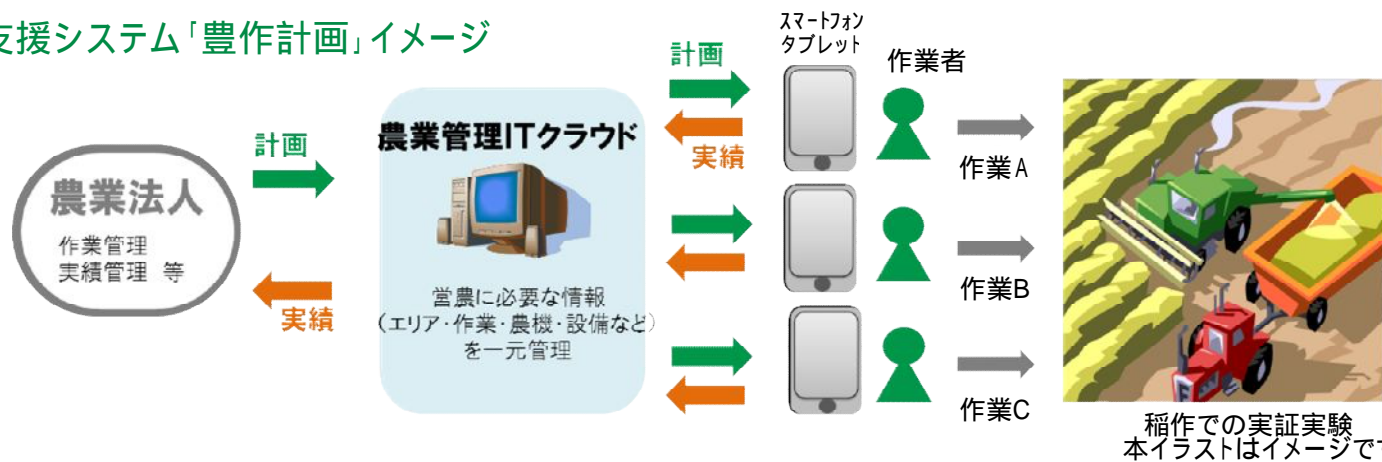 支援システム「豊作計画」イメージ
スマートフォン
タブレット
作業者
計画
実績
農業管理ITクラウド
計画
農業法人
作業管理
実績管理 等
実績
営農に必要な情報
(エリア・作業・農機・設備など)
を一元管理
作業A
作業B
作業C
稲作での実証実験
本イラストはイメージです